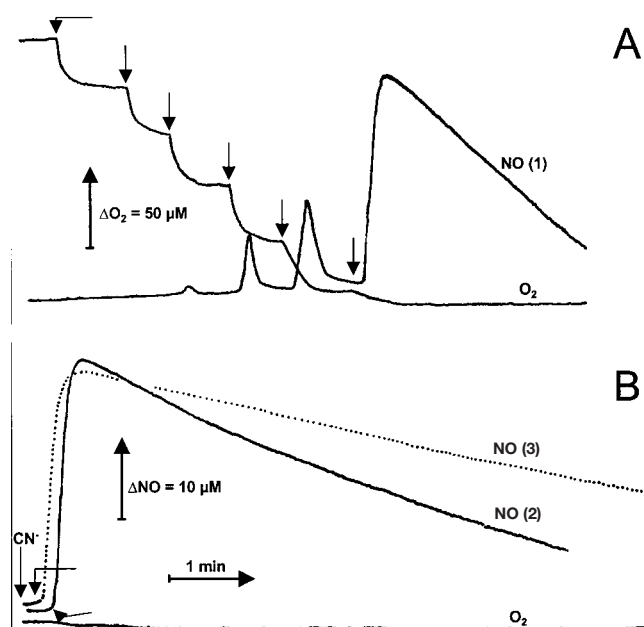 A
NO (1)
ΔO₂ = 50 μM
O₂
B
NO (3)
ΔNO = 10 μM
NO (2)
CN⁻
1 min
O₂